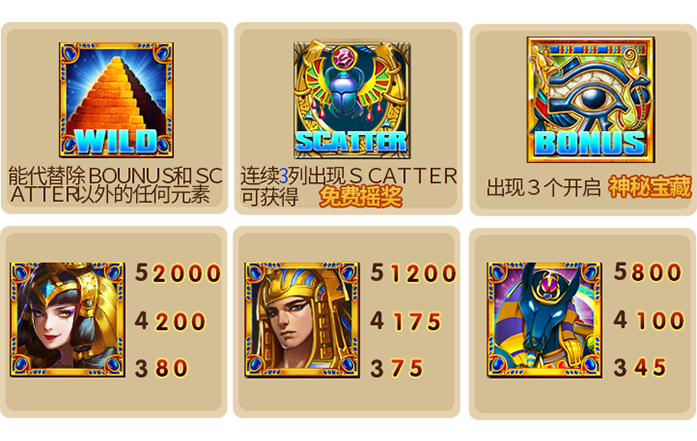 WILD
能代替除BOUNUS和SC
ATTER以外的任何元素
SCATTER
连续3列出现SCATTER
可获得 免费摇奖
BONUS
出现3个开启 神秘宝藏
5 2000
4 200
3 80
5 1200
4 175
3 75
5 800
4 100
3 45